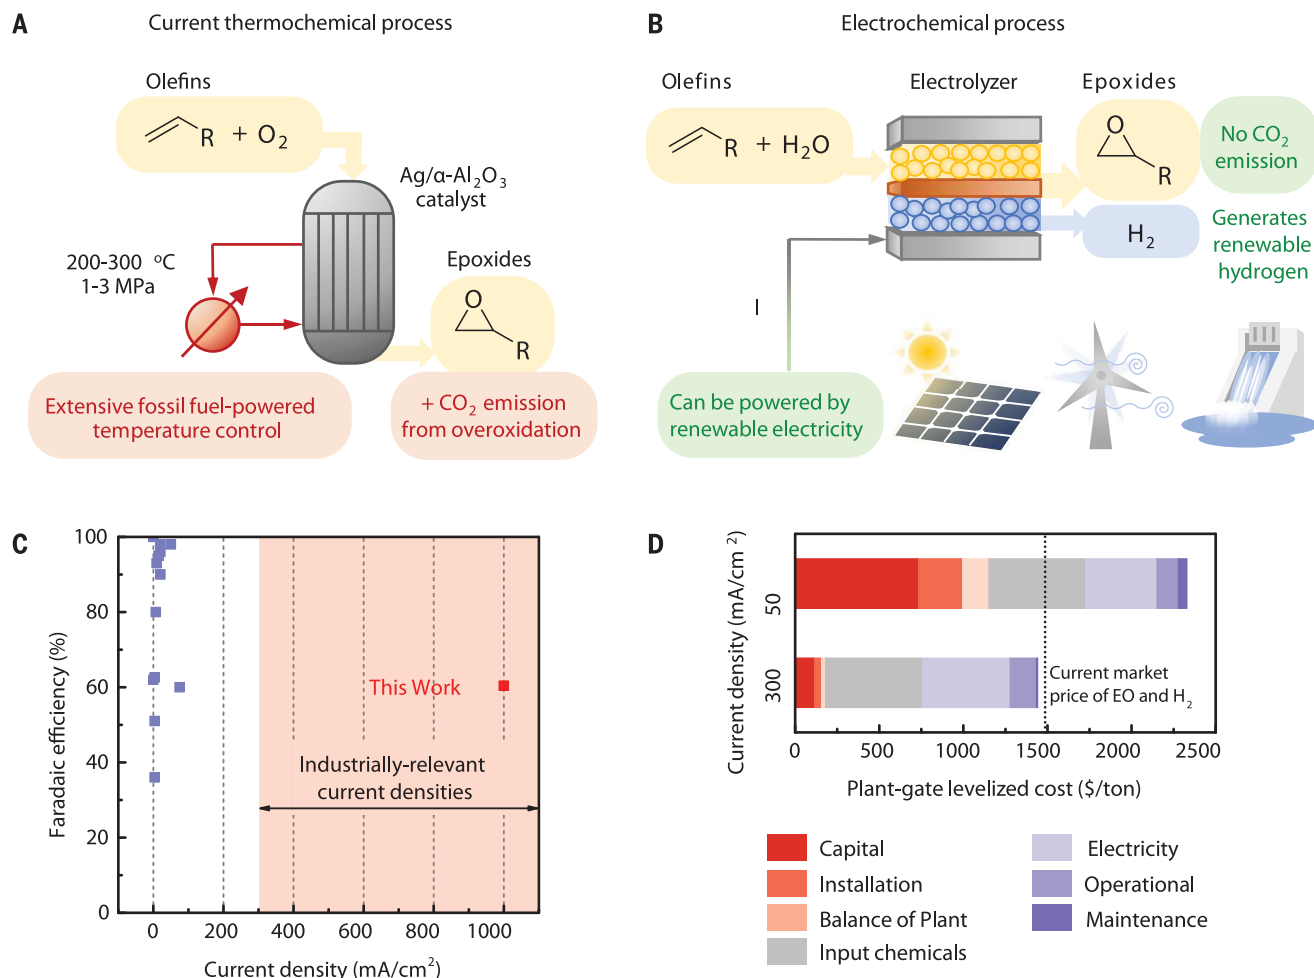 A
Current thermochemical process
Olefins
R + O₂
Ag/α-Al₂O₃
catalyst
200-300 ºC
1-3 MPa
Epoxides
O
R
Extensive fossil fuel-powered
temperature control
+ CO₂ emission
from overoxidation
B
Electrochemical process
Olefins
Electrolyzer
Epoxides
R + H₂O
O
R
No CO₂
emission
H₂
Generates
renewable
hydrogen
I
Can be powered by
renewable electricity
C
Faradaic efficiency (%)
100
80
60
40
20
0
This Work
Industrially-relevant
current densities
0 200 400 600 800 1000
Current density (mA/cm²)
D
Current density (mA/cm²)
50
300
Current market
price of EO and H₂
0 500 1000 1500 2000 2500
Plant-gate levelized cost ($/ton)
Capital
Installation
Balance of Plant
Input chemicals
Electricity
Operational
Maintenance